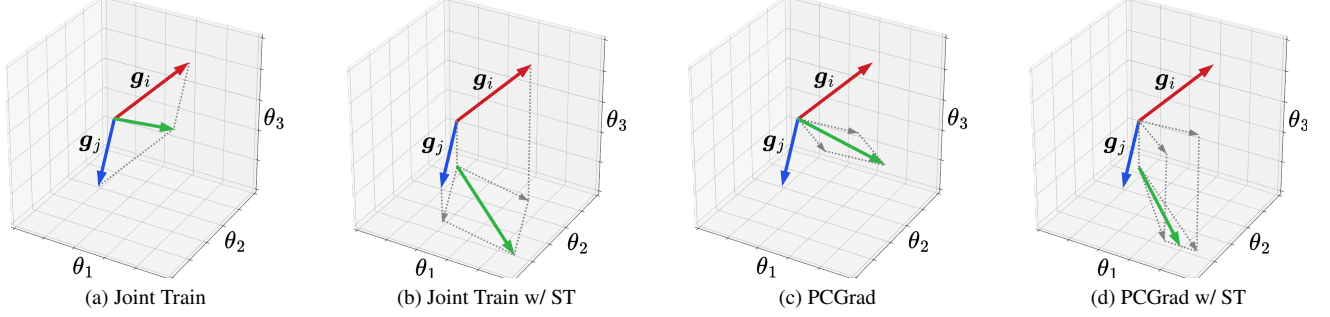 g_i
g_j
θ_3
θ_2
θ_1
(a) Joint Train
g_i
g_j
θ_3
θ_2
θ_1
(b) Joint Train w/ ST
g_i
g_j
θ_3
θ_2
θ_1
(c) PCGrad
g_i
g_j
θ_3
θ_2
θ_1
(d) PCGrad w/ ST